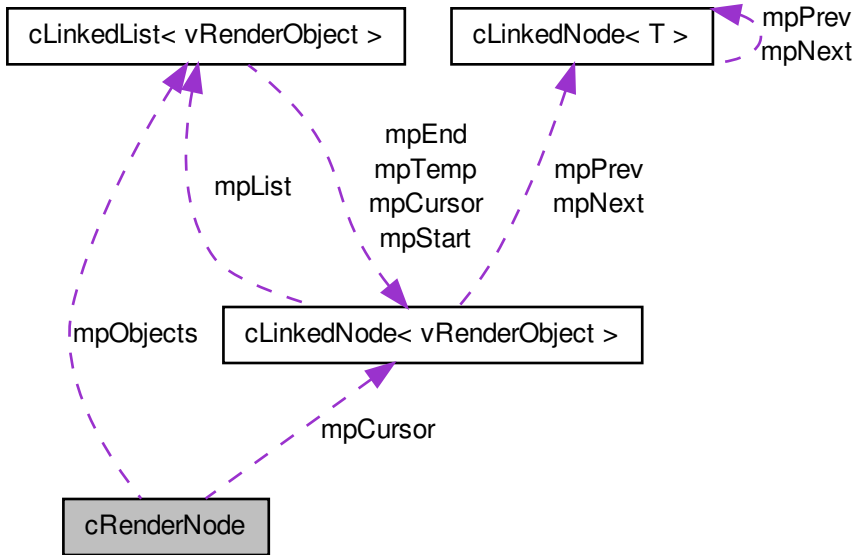 cLinkedList< vRenderObject >
cLinkedNode< T >
mpPrev
mpNext
mpEnd
mpTemp
mpCursor
mpStart
mpList
mpPrev
mpNext
cLinkedNode< vRenderObject >
mpObjects
mpCursor
cRenderNode